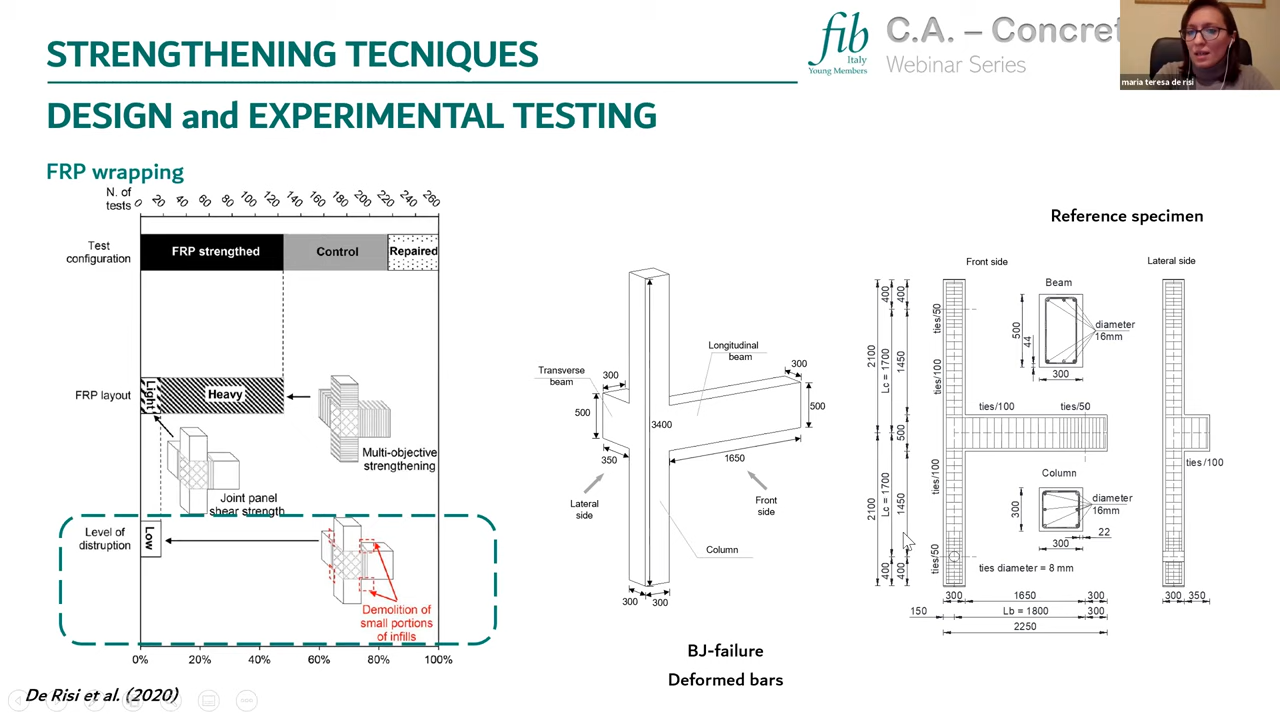 STRENGTHENING TECNIQUES
fib
Italy
Young Members
C.A. – Concret
Webinar Series
maria teresa de risi
DESIGN and EXPERIMENTAL TESTING
FRP wrapping
N. of
tests
0 20 40 60 80 100 120 140 160 180 200 220 240 260
Test
configuration
FRP strengthed
Control
Repaired
FRP layout
Light
Heavy
Multi-objective
strengthening
Joint panel
shear strength
Level of
distruption
Low
Demolition of
small portions
of infills
0% 20% 40% 60% 80% 100%
De Risi et al. (2020)
Longitudinal
beam
Transverse
beam
300
300
500
500
3400
350
1650
Lateral
side
Front
side
Column
300 300
BJ-failure
Deformed bars
Reference specimen
Front side
Lateral side
Beam
400
400
ties/50
500
44
diameter
16mm
300
2100
Lc = 1700
1450
ties/100
ties/100
ties/50
500
ties/100
Column
2100
Lc = 1700
1450
ties/100
300
diameter
16mm
22
300
400
400
ties/50
ties diameter = 8 mm
300 1650 300
300 350
150
Lb = 1800
300
2250